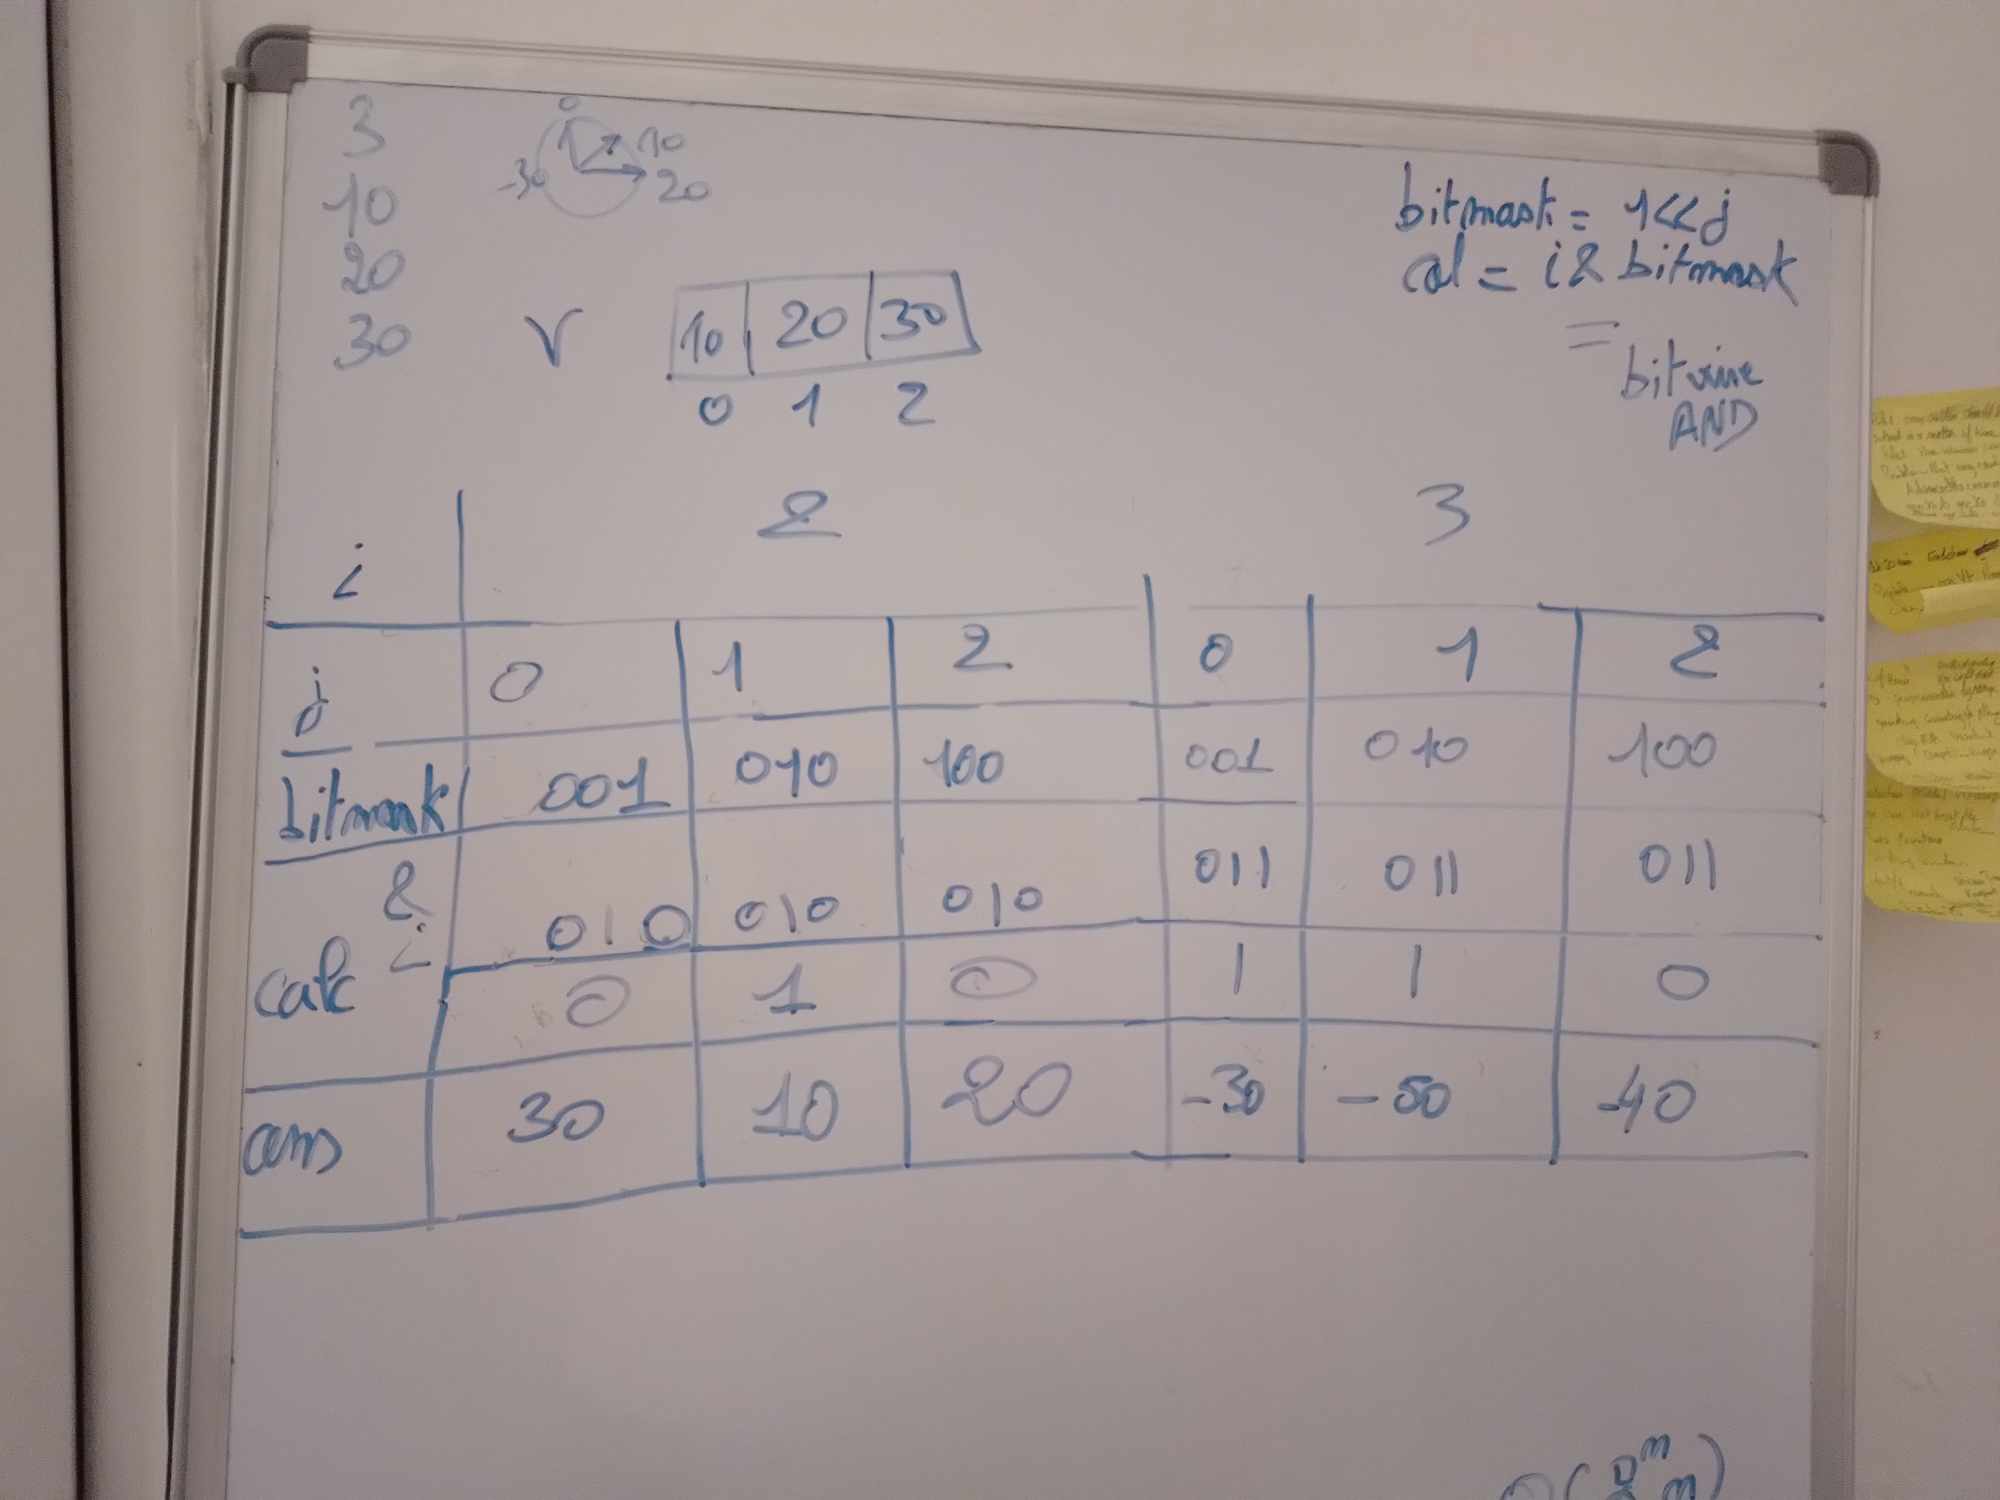 3
10
20
30
0
10
-30
20
V 10 20 30
0 1 2
bitmask = 1<<j
cal = i & bitmask
=
bitwise
AND
i 2 3
j 0 1 2 0 1 2
bitmask 001 010 100 001 010 100
& i 010 010 010 011 011 011
calc 0 1 0 1 1 0
ans 30 10 20 -30 -50 -40